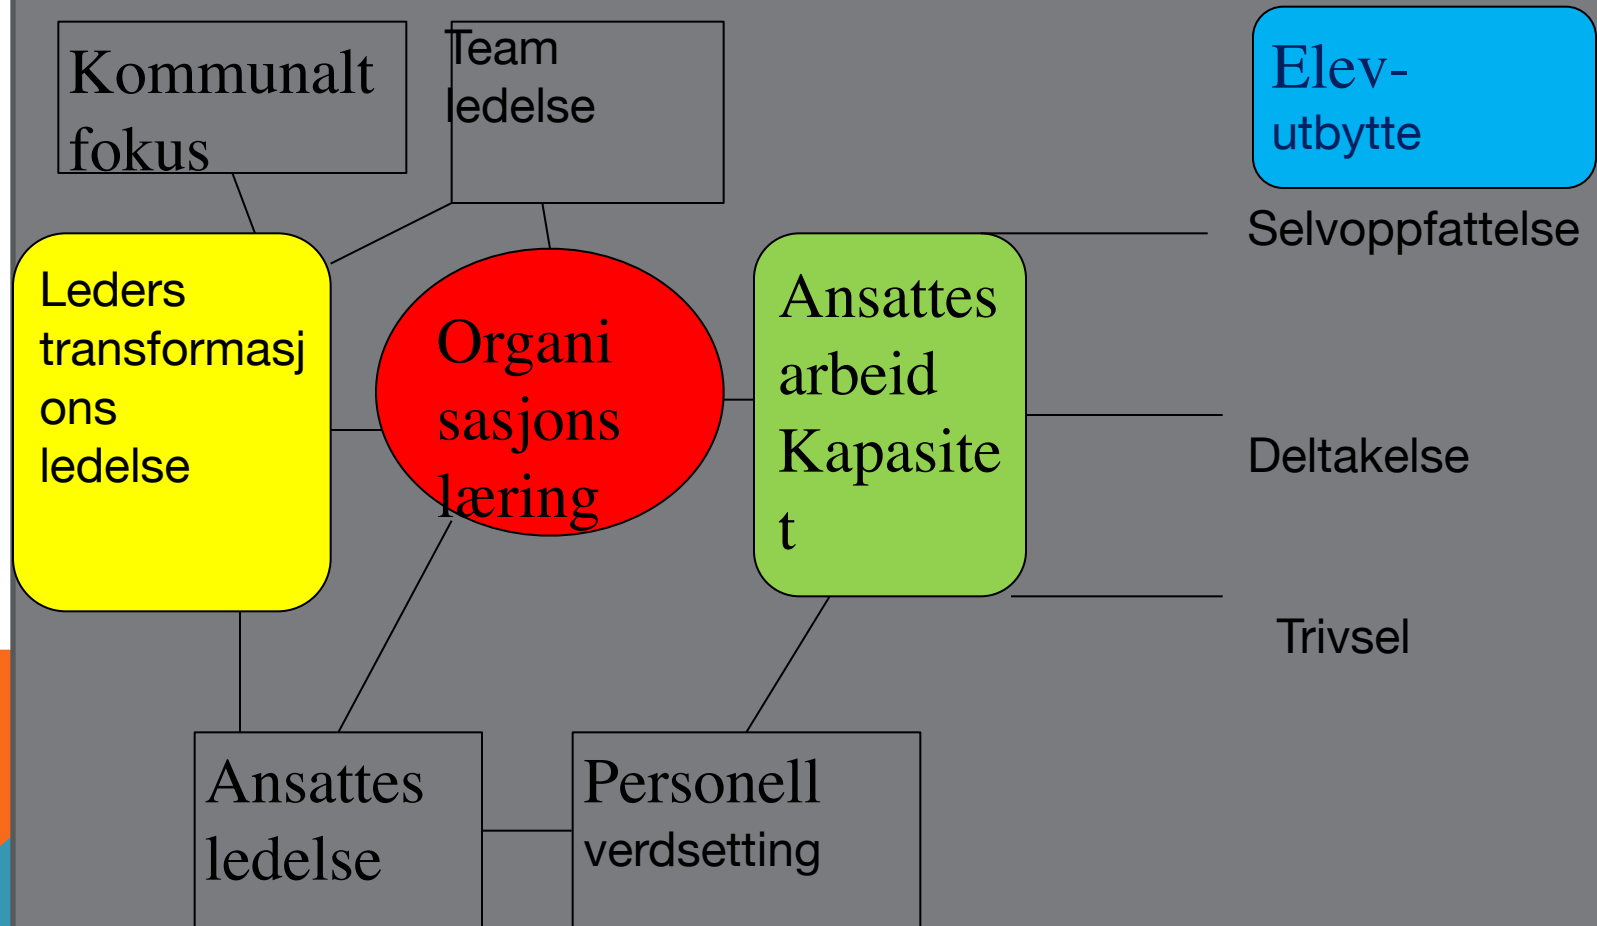 Kommunalt
fokus
Team
ledelse
Elev-
utbytte
Selvoppfattelse
Leders
transformasj
ons
ledelse
Organi
sasjons
læring
Ansattes
arbeid
Kapasite
t
Deltakelse
Trivsel
Ansattes
ledelse
Personell
verdsetting